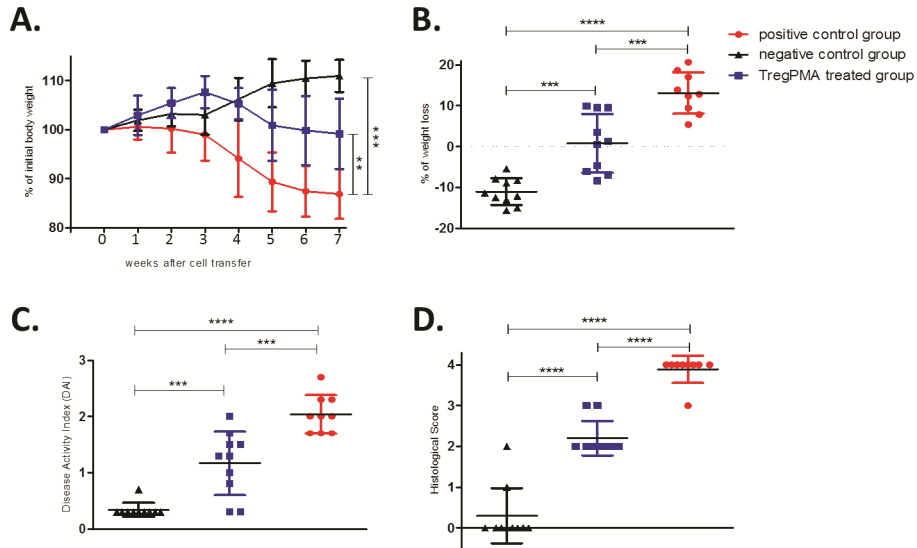 A.
% of initial body weight
110
100
90
80
0 1 2 3 4 5 6 7
weeks after cell transfer
**
***
B.
****
***
***
% of weight loss
20
10
0
-10
-20
positive control group
negative control group
TregPMA treated group
C.
****
***
***
Disease Activity Index (DAI)
3
2
1
0
D.
****
****
****
Histological Score
4
3
2
1
0